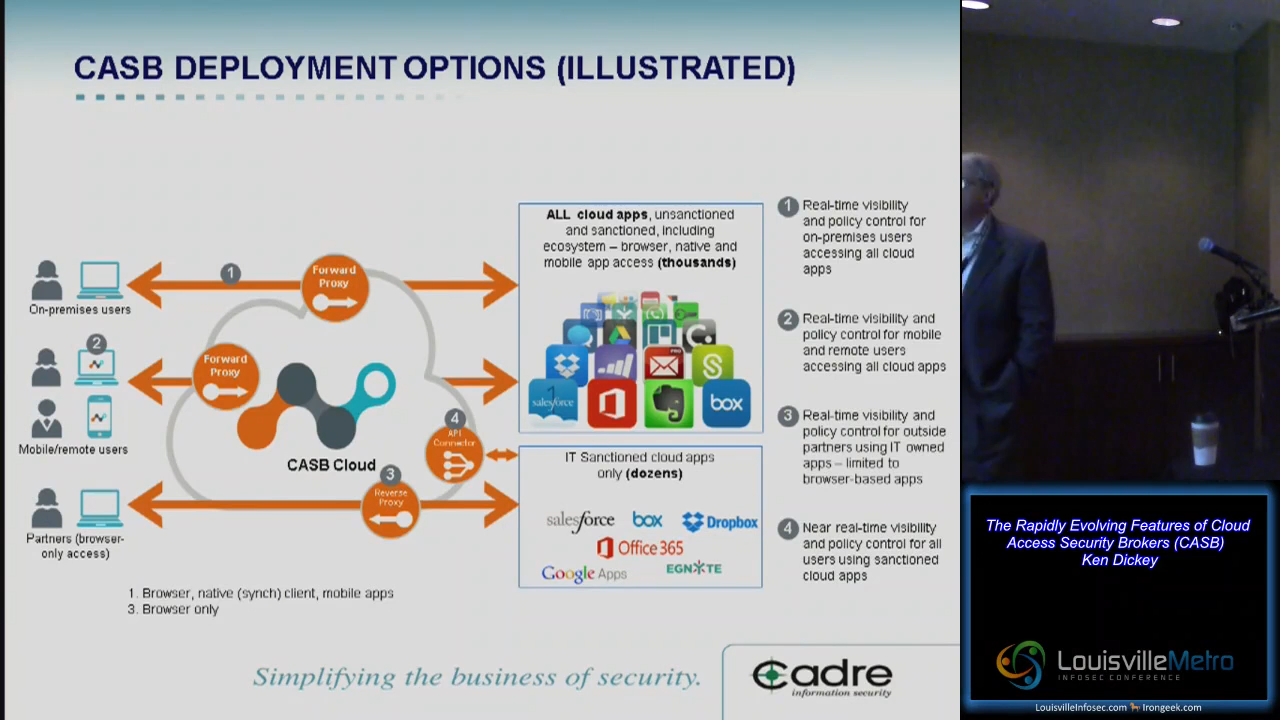 CASB DEPLOYMENT OPTIONS (ILLUSTRATED)
On-premises users
1
Forward
Proxy
2
Mobile/remote users
Forward
Proxy
Partners (browser-
only access)
CASB Cloud
4
API
Connector
3
Reverse
Proxy
ALL cloud apps, unsanctioned
and sanctioned, including
ecosystem – browser, native and
mobile app access (thousands)
PRO
salesforce
box
IT Sanctioned cloud apps
only (dozens)
salesforce box Dropbox
Office 365
Google Apps EGNYTE
1 Real-time visibility
and policy control for
on-premises users
accessing all cloud
apps
2 Real-time visibility and
policy control for mobile
and remote users
accessing all cloud apps
3 Real-time visibility and
policy control for outside
partners using IT owned
apps – limited to
browser-based apps
4 Near real-time visibility
and policy control for all
users using sanctioned
cloud apps
1. Browser, native (synch) client, mobile apps
3. Browser only
Simplifying the business of security.
Cadre
information security
The Rapidly Evolving Features of Cloud
Access Security Brokers (CASB)
Ken Dickey
LouisvilleMetro
INFOSEC CONFERENCE
LouisvilleInfosec.com Irongeek.com